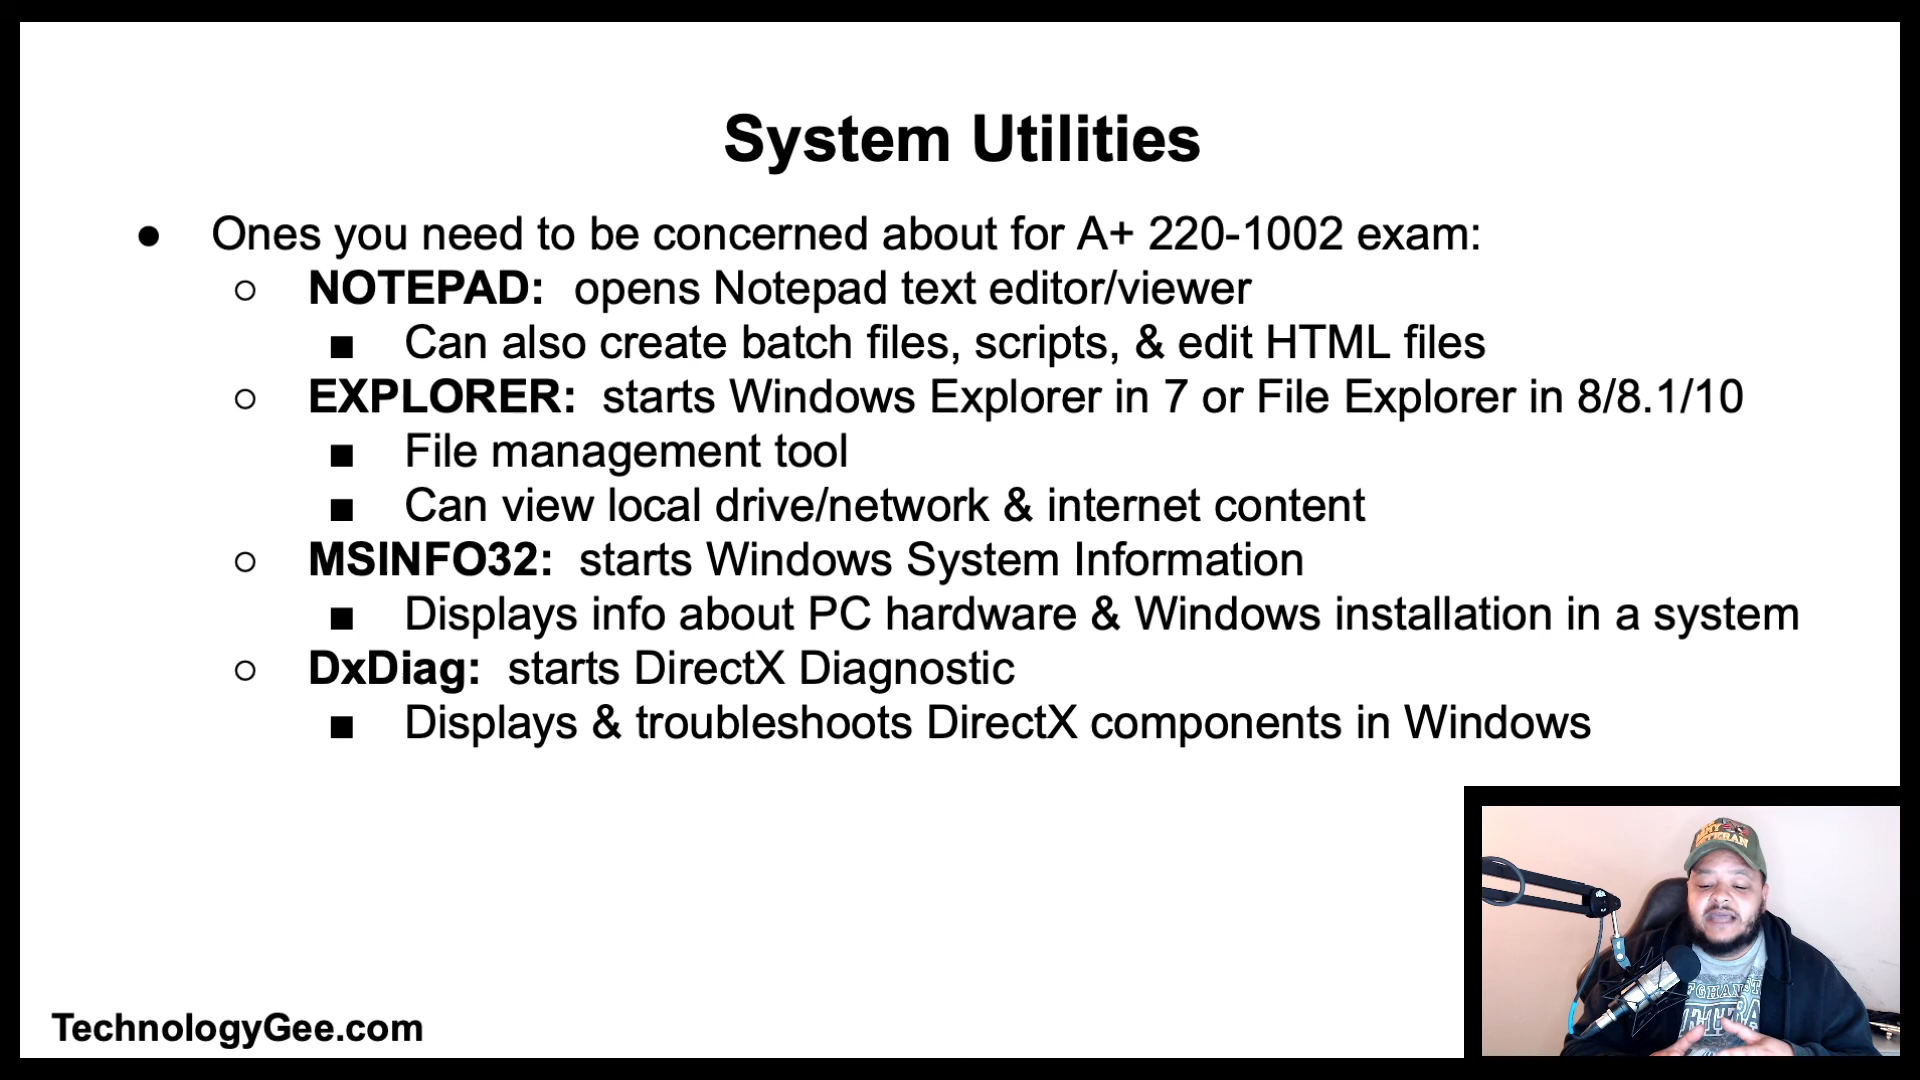 System Utilities
● Ones you need to be concerned about for A+ 220-1002 exam:
○ NOTEPAD: opens Notepad text editor/viewer
■ Can also create batch files, scripts, & edit HTML files
○ EXPLORER: starts Windows Explorer in 7 or File Explorer in 8/8.1/10
■ File management tool
■ Can view local drive/network & internet content
○ MSINFO32: starts Windows System Information
■ Displays info about PC hardware & Windows installation in a system
○ DxDiag: starts DirectX Diagnostic
■ Displays & troubleshoots DirectX components in Windows
VETERAN
TechnologyGee.com